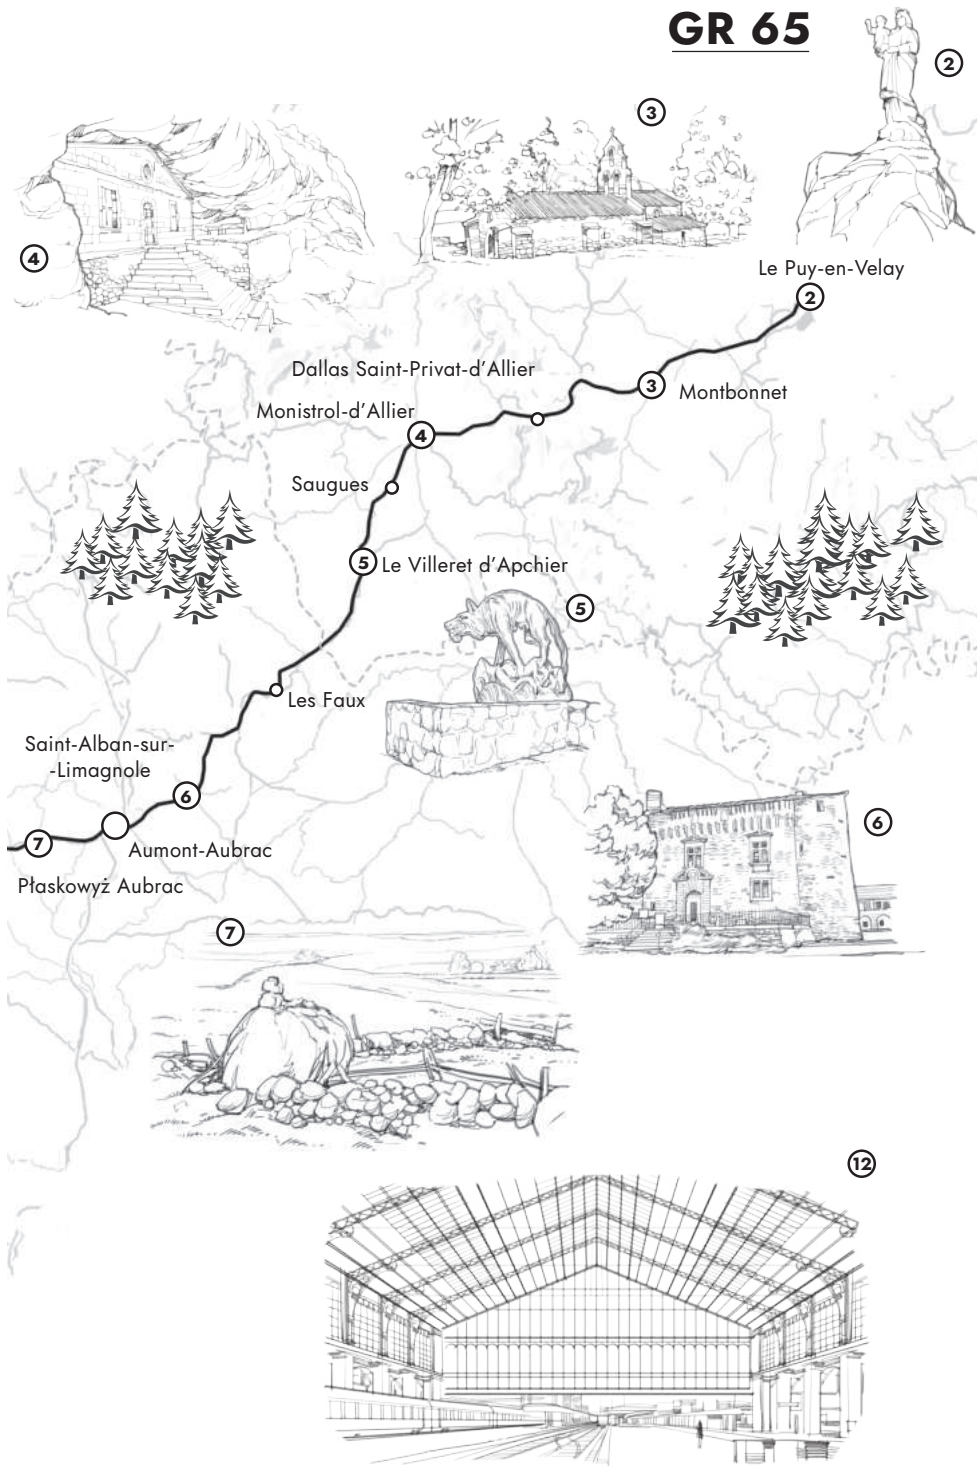 GR 65
2
3
4
Le Puy-en-Velay
2
Dallas Saint-Privat-d'Allier
3
Montbonnet
Monistrol-d'Allier
4
Saugues
5
Le Villeret d'Apchier
5
Les Faux
Saint-Alban-sur-
-Limagnole
6
6
7
Aumont-Aubrac
Płaskowyż Aubrac
7
12